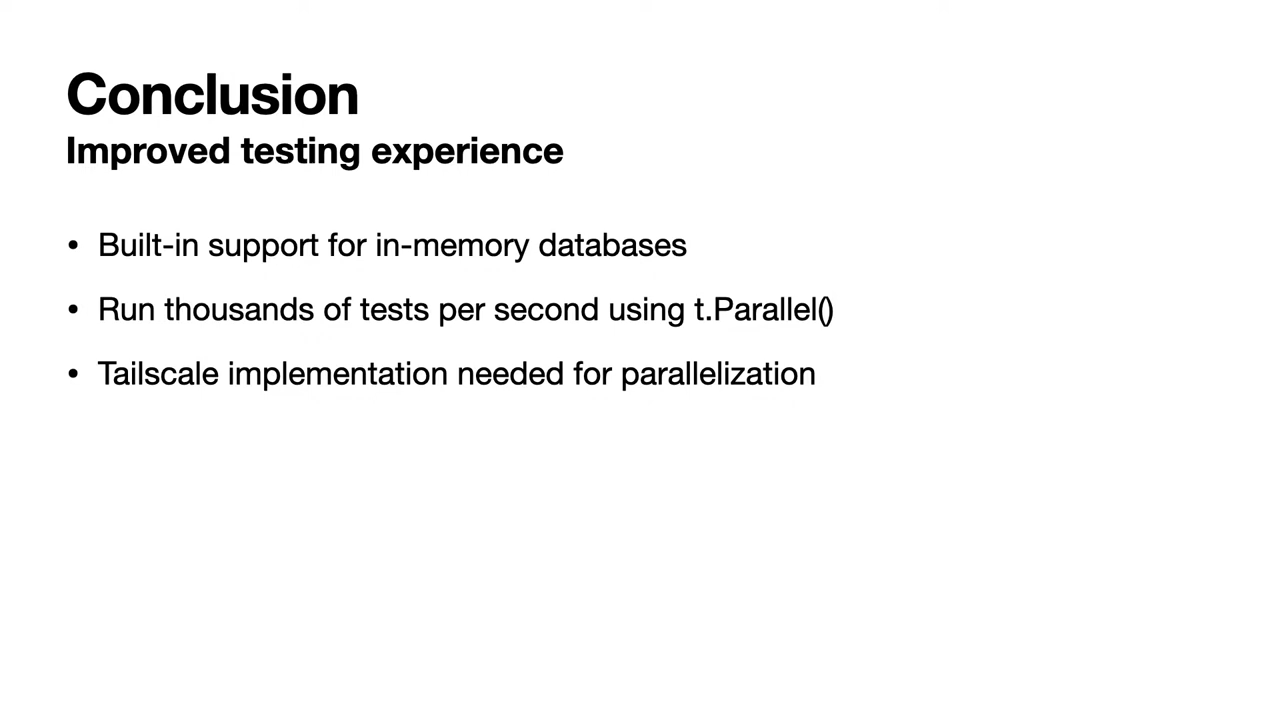 Conclusion
Improved testing experience
• Built-in support for in-memory databases
• Run thousands of tests per second using t.Parallel()
• Tailscale implementation needed for parallelization